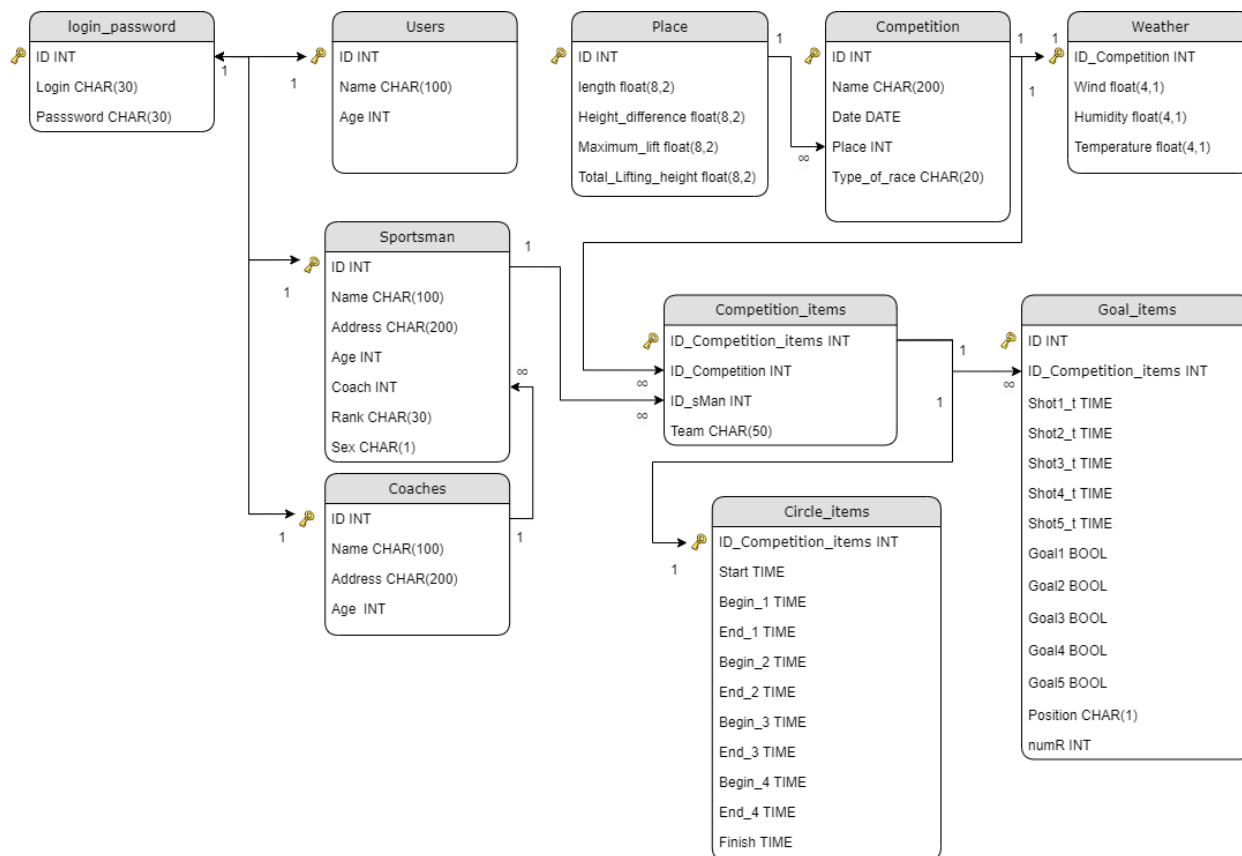 login_password
ID INT
Login CHAR(30)
Passsword CHAR(30)
1
Users
ID INT
Name CHAR(100)
Age INT
1
Place
ID INT
length float(8,2)
Height_difference float(8,2)
Maximum_lift float(8,2)
Total_Lifting_height float(8,2)
1
∞
Competition
ID INT
Name CHAR(200)
Date DATE
Place INT
Type_of_race CHAR(20)
1
1
1
Weather
ID_Competition INT
Wind float(4,1)
Humidity float(4,1)
Temperature float(4,1)
Sportsman
ID INT
Name CHAR(100)
Address CHAR(200)
Age INT
Coach INT
Rank CHAR(30)
Sex CHAR(1)
1
1
∞
Coaches
ID INT
Name CHAR(100)
Address CHAR(200)
Age INT
1
1
Competition_items
ID_Competition_items INT
ID_Competition INT
ID_sMan INT
Team CHAR(50)
∞
∞
1
1
Circle_items
ID_Competition_items INT
Start TIME
Begin_1 TIME
End_1 TIME
Begin_2 TIME
End_2 TIME
Begin_3 TIME
End_3 TIME
Begin_4 TIME
End_4 TIME
Finish TIME
1
Goal_items
ID INT
ID_Competition_items INT
Shot1_t TIME
Shot2_t TIME
Shot3_t TIME
Shot4_t TIME
Shot5_t TIME
Goal1 BOOL
Goal2 BOOL
Goal3 BOOL
Goal4 BOOL
Goal5 BOOL
Position CHAR(1)
numR INT
∞